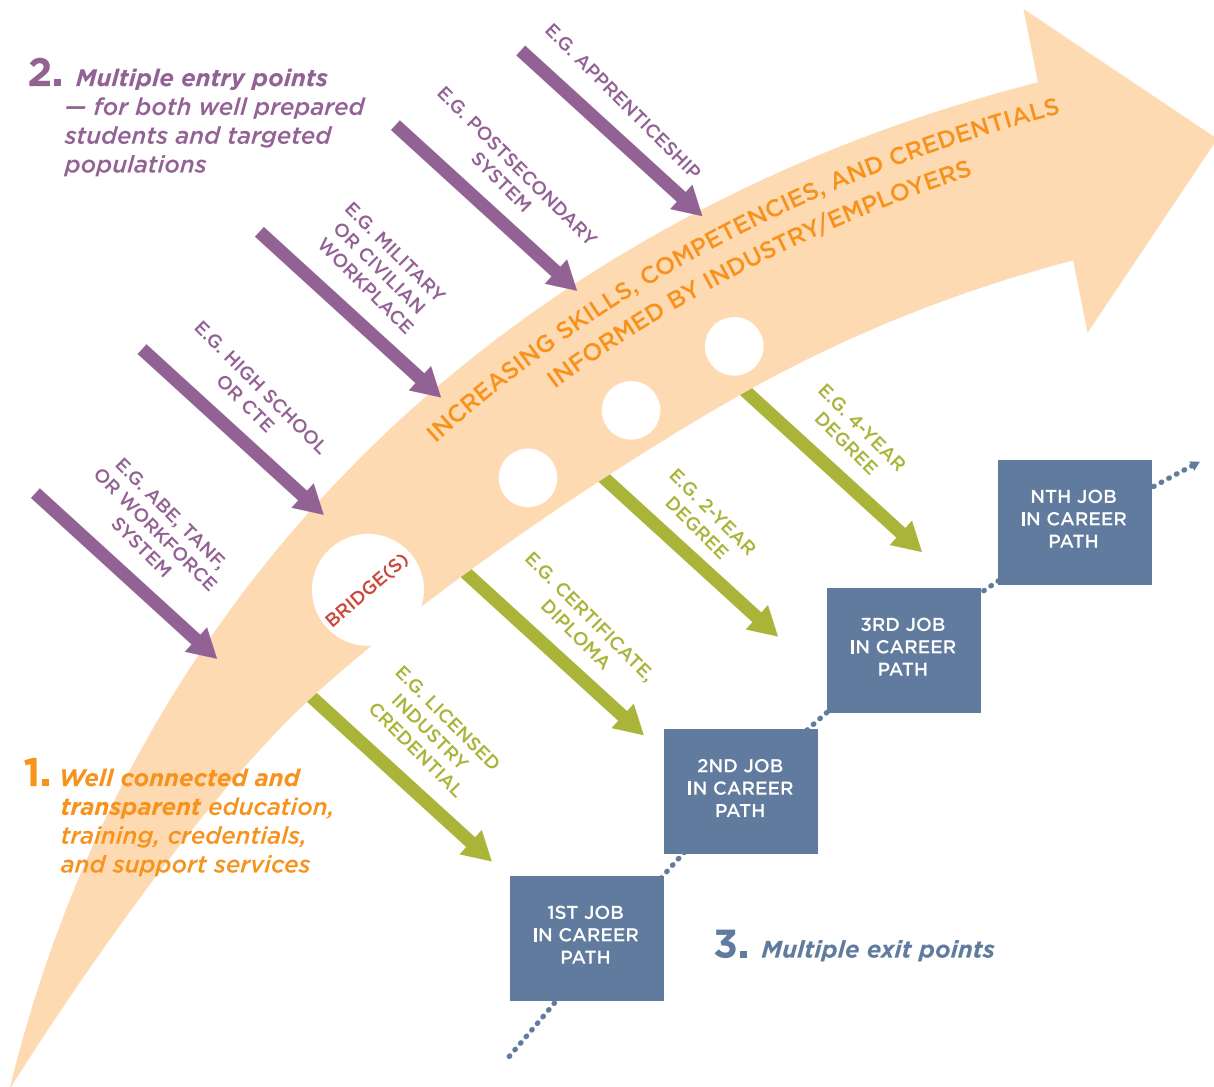 2. Multiple entry points
— for both well prepared
students and targeted
populations
E.G. APPRENTICESHIP
E.G. POSTSECONDARY
SYSTEM
E.G. MILITARY
OR CIVILIAN
WORKPLACE
E.G. HIGH SCHOOL
OR CTE
E.G. ABE, TANF,
OR WORKFORCE
SYSTEM
INCREASING SKILLS, COMPETENCIES, AND CREDENTIALS
INFORMED BY INDUSTRY/EMPLOYERS
BRIDGE(S)
E.G. 4-YEAR
DEGREE
E.G. 2-YEAR
DEGREE
E.G. CERTIFICATE,
DIPLOMA
E.G. LICENSED
INDUSTRY
CREDENTIAL
NTH JOB
IN CAREER
PATH
3RD JOB
IN CAREER
PATH
2ND JOB
IN CAREER
PATH
1ST JOB
IN CAREER
PATH
1. Well connected and
transparent education,
training, credentials,
and support services
3. Multiple exit points